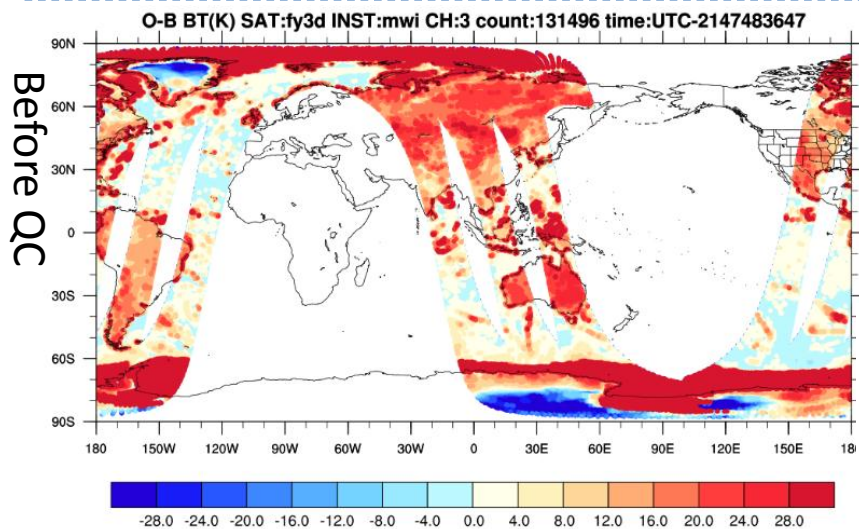 O-B BT(K) SAT:fy3d INST:mwi CH:3 count:131496 time:UTC-2147483647
Before QC
90N
60N
30N
0
30S
60S
90S
180 150W 120W 90W 60W 30W 0 30E 60E 90E 120E 150E 180
-28.0 -24.0 -20.0 -16.0 -12.0 -8.0 -4.0 0.0 4.0 8.0 12.0 16.0 20.0 24.0 28.0